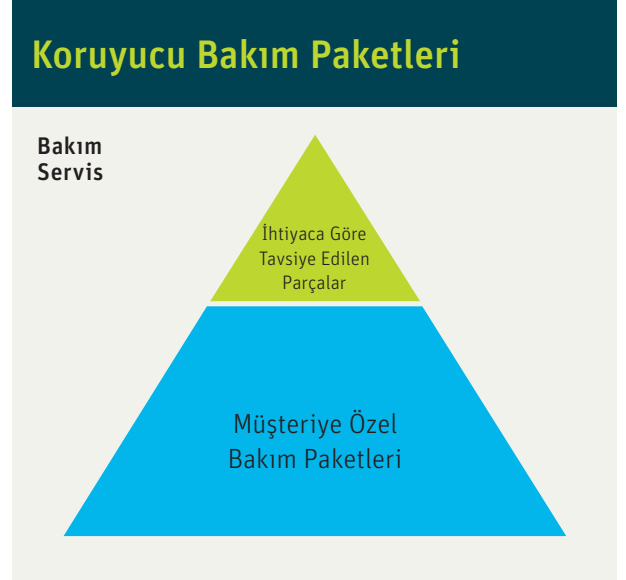 Koruyucu Bakım Paketleri
Bakım
Servis
İhtiyaca Göre
Tavsiye Edilen
Parçalar
Müşteriye Özel
Bakım Paketleri